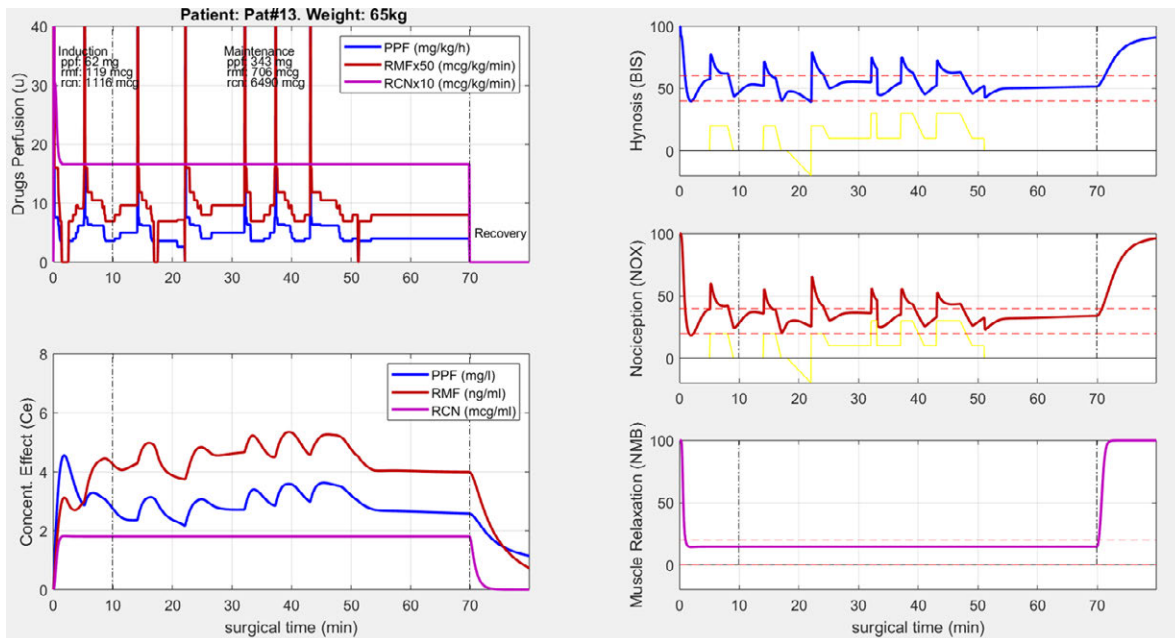 Patient: Pat#13. Weight: 65kg
40
30
20
10
0
Drugs Perfusion (u)
Induction
ppf: 62 mg
rmf: 119 mcg
rcn: 1116 mcg
Maintenance
ppf: 343 mg
rmf: 706 mcg
rcn: 6490 mcg
PPF (mg/kg/h)
RMFx50 (mcg/kg/min)
RCNx10 (mcg/kg/min)
Recovery
0 10 20 30 40 50 60 70
8
6
4
2
0
Concent. Effect (Ce)
PPF (mg/l)
RMF (ng/ml)
RCN (mcg/ml)
0 10 20 30 40 50 60 70
surgical time (min)
100
50
0
Hynosis (BIS)
0 10 20 30 40 50 60 70
100
50
0
Nociception (NOX)
0 10 20 30 40 50 60 70
100
50
0
Muscle Relaxation (NMB)
0 10 20 30 40 50 60 70
surgical time (min)